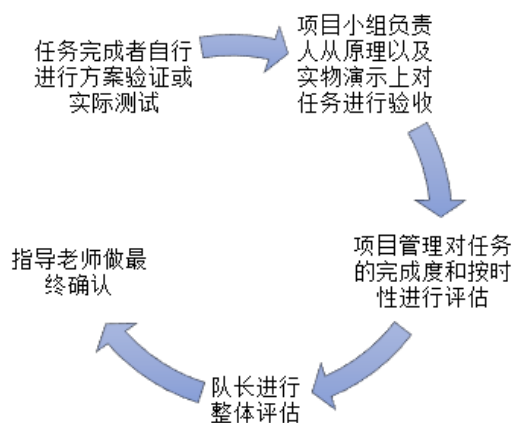 任务完成者自行
进行方案验证或
实际测试
项目小组负责
人从原理以及
实物演示上对
任务进行验收
项目管理对任务
的完成度和按时
性进行评估
队长进行
整体评估
指导老师做最
终确认